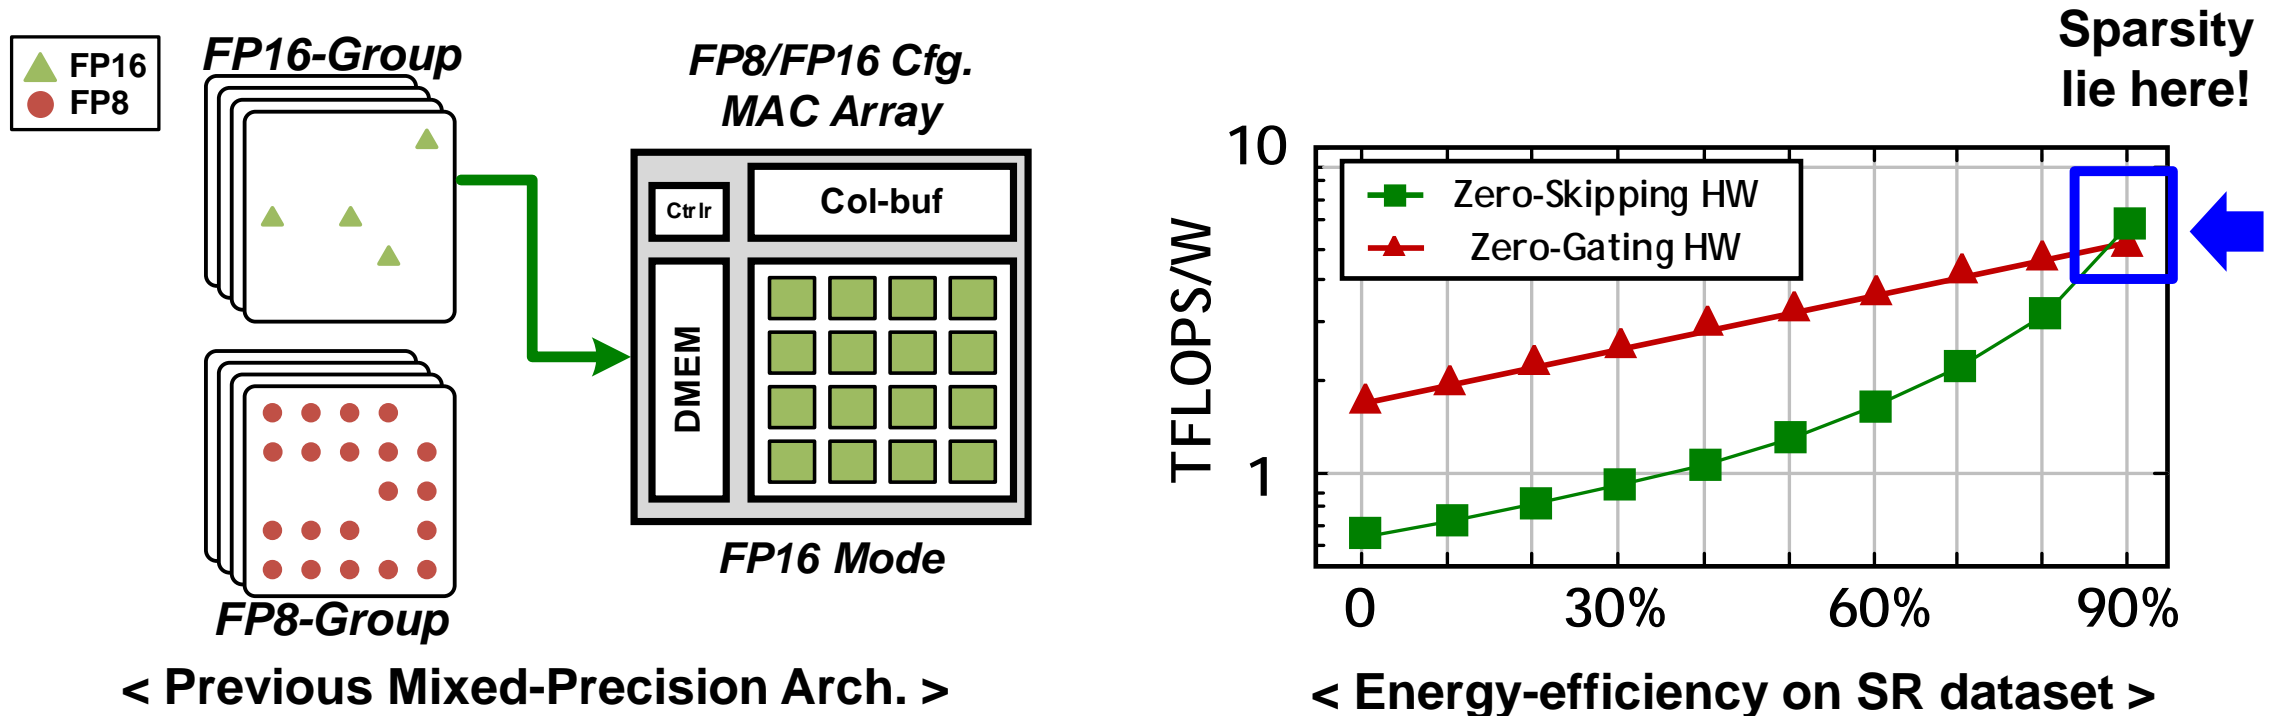 FP16
FP8
FP16-Group
FP8-Group
FP8/FP16 Cfg.
MAC Array
Ctrlr
Col-buf
DMEM
FP16 Mode
< Previous Mixed-Precision Arch. >
Sparsity
lie here!
10
1
TFLOPS/W
Zero-Skipping HW
Zero-Gating HW
0
30%
60%
90%
< Energy-efficiency on SR dataset >